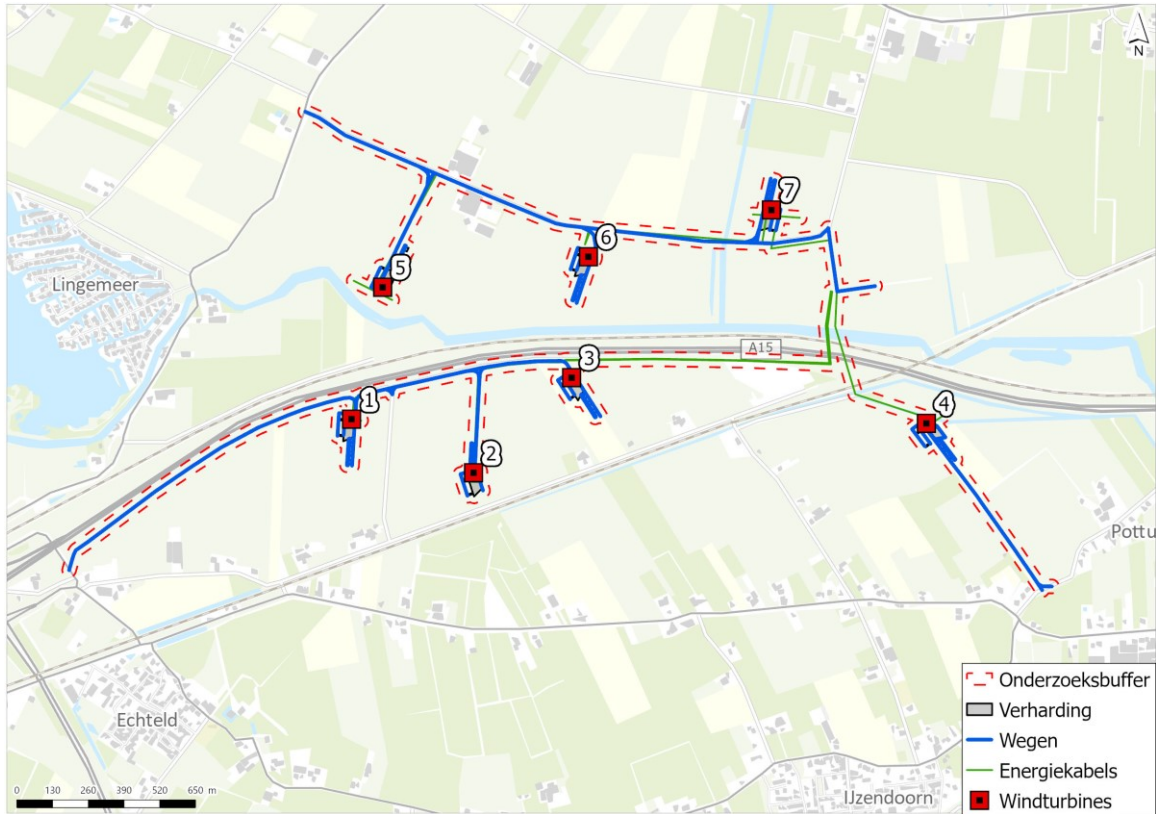 N
7
6
5
Lingemeer
A15
3
1
4
2
Pottu
Echteld
IJzendoorn
0 130 260 390 520 650 m
Onderzoeksbuffer
Verharding
Wegen
Energiekabels
Windturbines